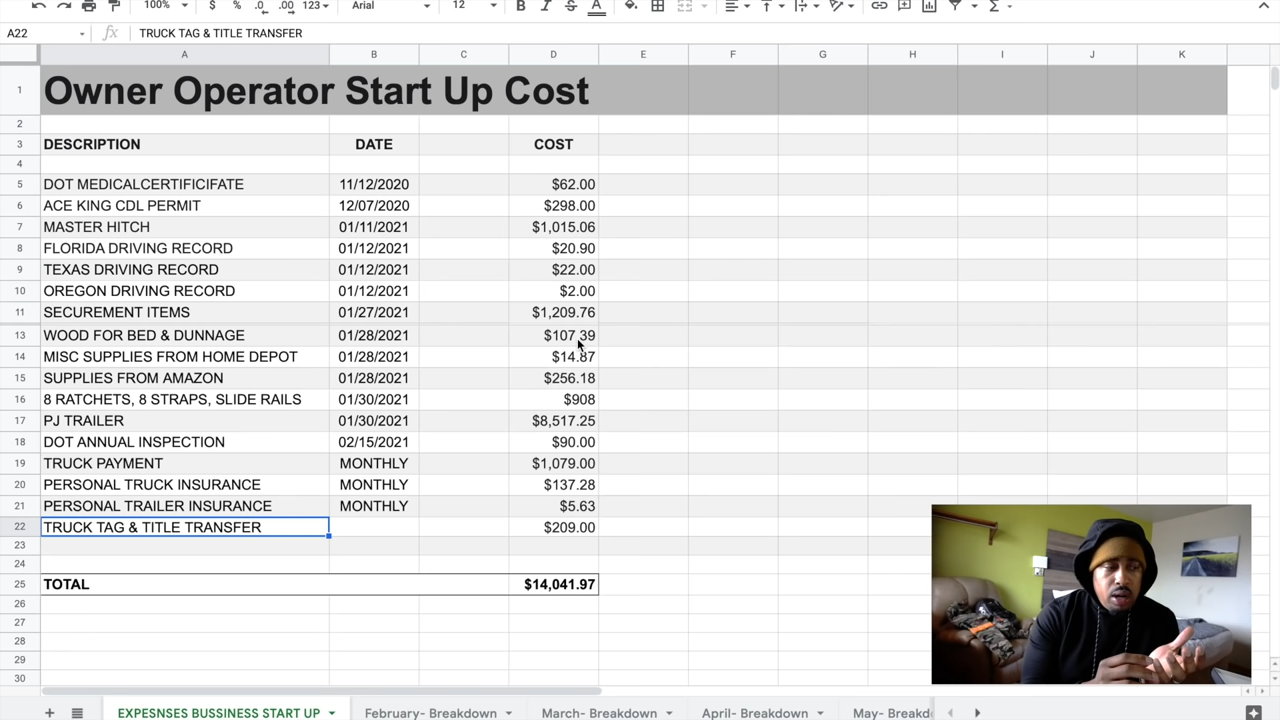 100% $ % .0 .00 123 Arial 12 B I S A
A22 fx TRUCK TAG & TITLE TRANSFER
A B C D E F G H I J K
1 Owner Operator Start Up Cost
2
3 DESCRIPTION DATE COST
4
5 DOT MEDICALCERTIFICIFATE 11/12/2020 $62.00
6 ACE KING CDL PERMIT 12/07/2020 $298.00
7 MASTER HITCH 01/11/2021 $1,015.06
8 FLORIDA DRIVING RECORD 01/12/2021 $20.90
9 TEXAS DRIVING RECORD 01/12/2021 $22.00
10 OREGON DRIVING RECORD 01/12/2021 $2.00
11 SECUREMENT ITEMS 01/27/2021 $1,209.76
13 WOOD FOR BED & DUNNAGE 01/28/2021 $107.39
14 MISC SUPPLIES FROM HOME DEPOT 01/28/2021 $14.87
15 SUPPLIES FROM AMAZON 01/28/2021 $256.18
16 8 RATCHETS, 8 STRAPS, SLIDE RAILS 01/30/2021 $908
17 PJ TRAILER 01/30/2021 $8,517.25
18 DOT ANNUAL INSPECTION 02/15/2021 $90.00
19 TRUCK PAYMENT MONTHLY $1,079.00
20 PERSONAL TRUCK INSURANCE MONTHLY $137.28
21 PERSONAL TRAILER INSURANCE MONTHLY $5.63
22 TRUCK TAG & TITLE TRANSFER $209.00
23
24
25 TOTAL $14,041.97
26
27
28
29
30
EXPESNSES BUSSINESS START UP February- Breakdown March- Breakdown April- Breakdown May- Breakd